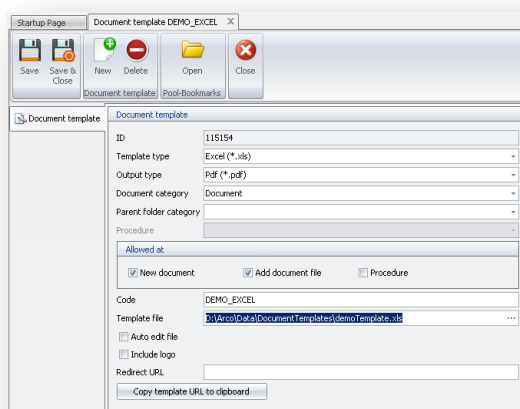 Startup Page
Document template DEMO_EXCEL X
Save
Save & Close
New
Delete
Open
Close
Document template
Pool-Bookmarks
Document template
Document template
ID 115154
Template type Excel (*.xls)
Output type Pdf (*.pdf)
Document category Document
Parent folder category
Procedure
Allowed at
New document Add document file Procedure
Code DEMO_EXCEL
Template file D:\Arco\Data\DocumentTemplates\demoTemplate.xls ...
Auto edit file
Include logo
Redirect URL
Copy template URL to clipboard